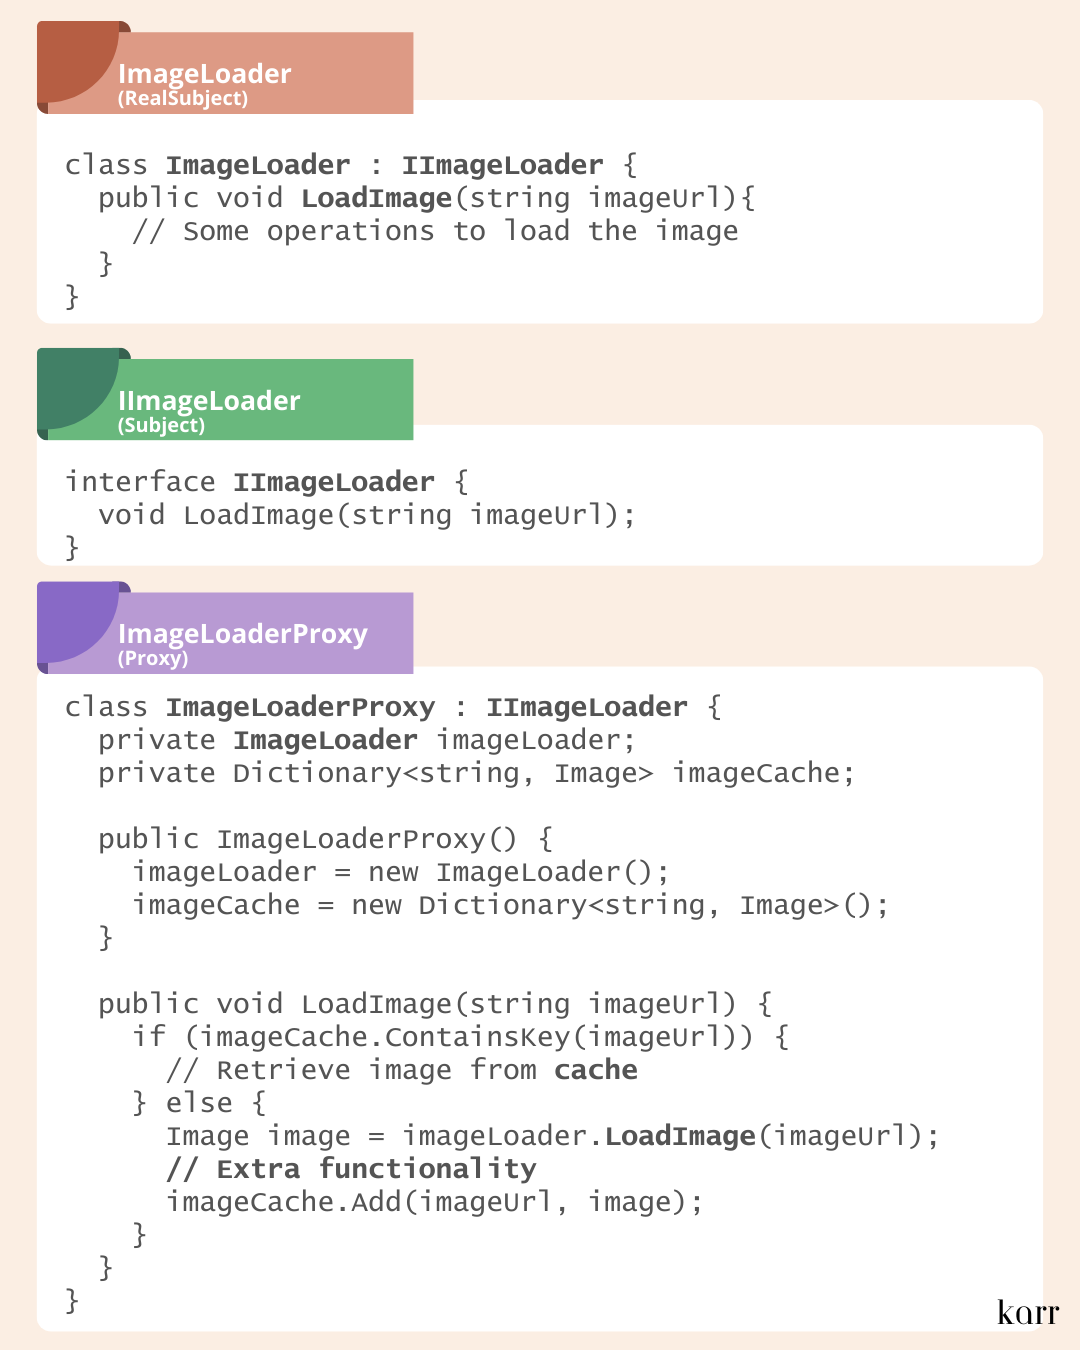 ImageLoader
(RealSubject)
class ImageLoader : IImageLoader {
  public void LoadImage(string imageUrl){
    // Some operations to load the image
  }
}
IImageLoader
(Subject)
interface IImageLoader {
  void LoadImage(string imageUrl);
}
ImageLoaderProxy
(Proxy)
class ImageLoaderProxy : IImageLoader {
  private ImageLoader imageLoader;
  private Dictionary<string, Image> imageCache;

  public ImageLoaderProxy() {
    imageLoader = new ImageLoader();
    imageCache = new Dictionary<string, Image>();
  }

  public void LoadImage(string imageUrl) {
    if (imageCache.ContainsKey(imageUrl)) {
      // Retrieve image from cache
    } else {
      Image image = imageLoader.LoadImage(imageUrl);
      // Extra functionality
      imageCache.Add(imageUrl, image);
    }
  }
}
karr